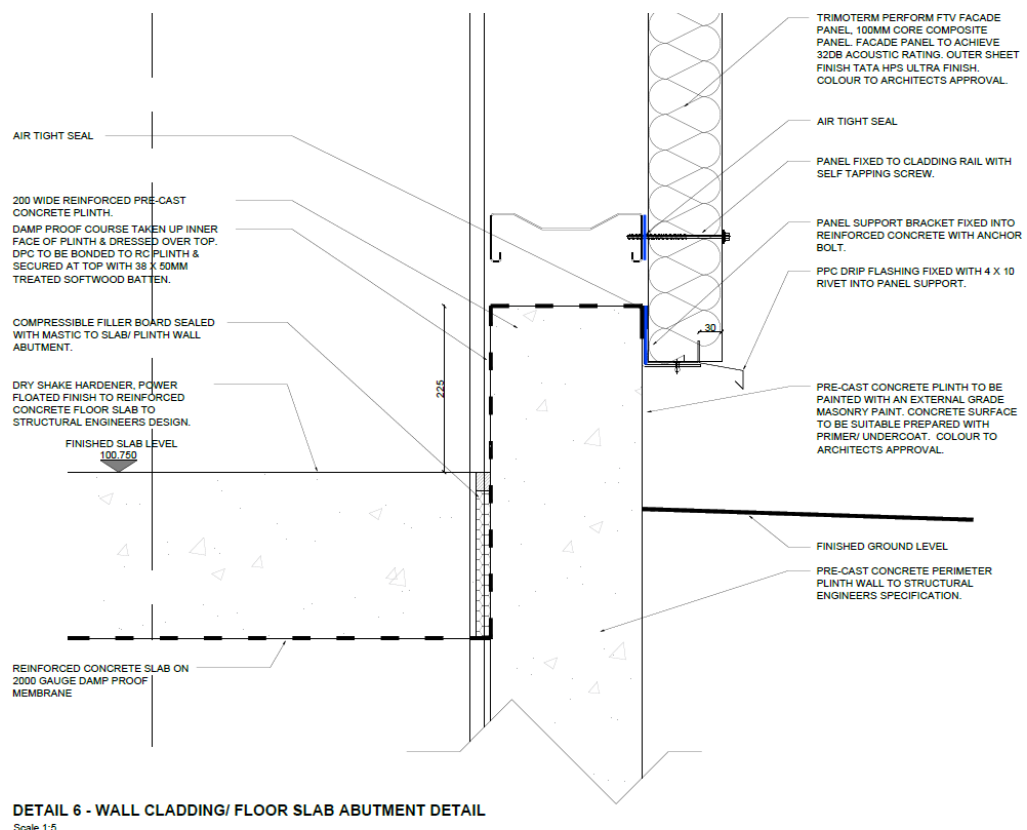 TRIMOTERM PERFORM FTV FACADE
PANEL, 100MM CORE COMPOSITE
PANEL. FACADE PANEL TO ACHIEVE
32DB ACOUSTIC RATING. OUTER SHEET
FINISH TATA HPS ULTRA FINISH.
COLOUR TO ARCHITECTS APPROVAL.
AIR TIGHT SEAL
AIR TIGHT SEAL
PANEL FIXED TO CLADDING RAIL WITH
SELF TAPPING SCREW.
200 WIDE REINFORCED PRE-CAST
CONCRETE PLINTH.
DAMP PROOF COURSE TAKEN UP INNER
FACE OF PLINTH & DRESSED OVER TOP.
DPC TO BE BONDED TO RC PLINTH &
SECURED AT TOP WITH 38 X 50MM
TREATED SOFTWOOD BATTEN.
PANEL SUPPORT BRACKET FIXED INTO
REINFORCED CONCRETE WITH ANCHOR
BOLT.
PPC DRIP FLASHING FIXED WITH 4 X 10
RIVET INTO PANEL SUPPORT.
COMPRESSIBLE FILLER BOARD SEALED
WITH MASTIC TO SLAB/ PLINTH WALL
ABUTMENT.
30
225
DRY SHAKE HARDENER, POWER
FLOATED FINISH TO REINFORCED
CONCRETE FLOOR SLAB TO
STRUCTURAL ENGINEERS DESIGN.
FINISHED SLAB LEVEL
100.750
PRE-CAST CONCRETE PLINTH TO BE
PAINTED WITH AN EXTERNAL GRADE
MASONRY PAINT. CONCRETE SURFACE
TO BE SUITABLE PREPARED WITH
PRIMER/ UNDERCOAT. COLOUR TO
ARCHITECTS APPROVAL.
FINISHED GROUND LEVEL
PRE-CAST CONCRETE PERIMETER
PLINTH WALL TO STRUCTURAL
ENGINEERS SPECIFICATION.
REINFORCED CONCRETE SLAB ON
2000 GAUGE DAMP PROOF
MEMBRANE
DETAIL 6 - WALL CLADDING/ FLOOR SLAB ABUTMENT DETAIL
Scale 1:5